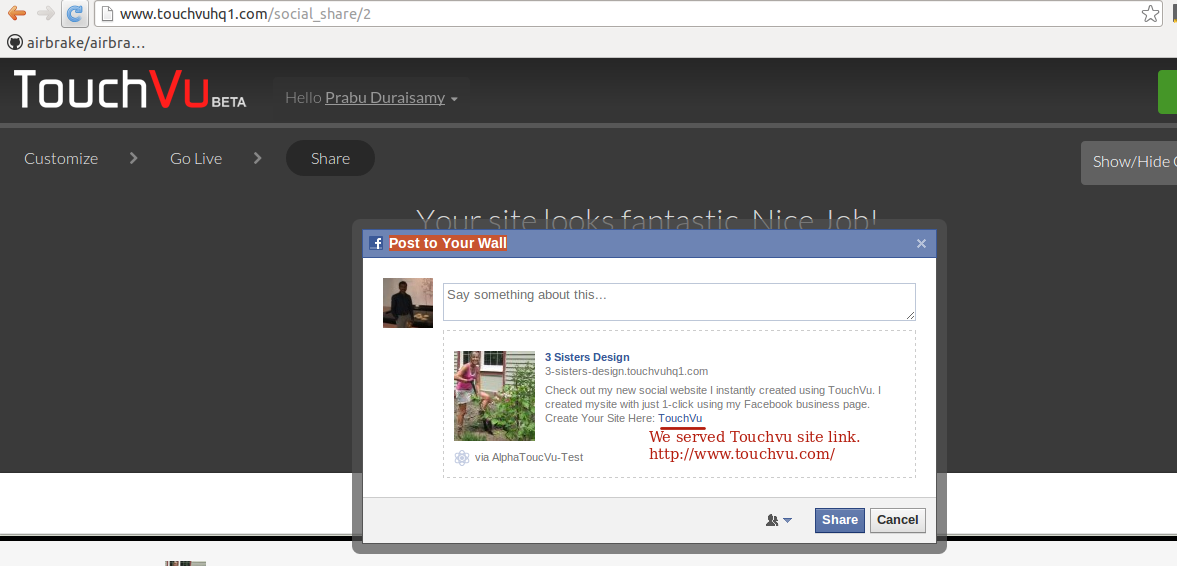 www.touchvuhq1.com/social_share/2
airbrake/airbra...
TouchVu BETA
Hello Prabu Duraisamy
Customize
Go Live
Share
Show/Hide
Your site looks fantastic. Nice Job!
Post to Your Wall
Say something about this...
3 Sisters Design
3-sisters-design.touchvuhq1.com
Check out my new social website I instantly created using TouchVu. I
created mysite with just 1-click using my Facebook business page.
Create Your Site Here: TouchVu
We served Touchvu site link.
http://www.touchvu.com/
via AlphaToucVu-Test
Share
Cancel